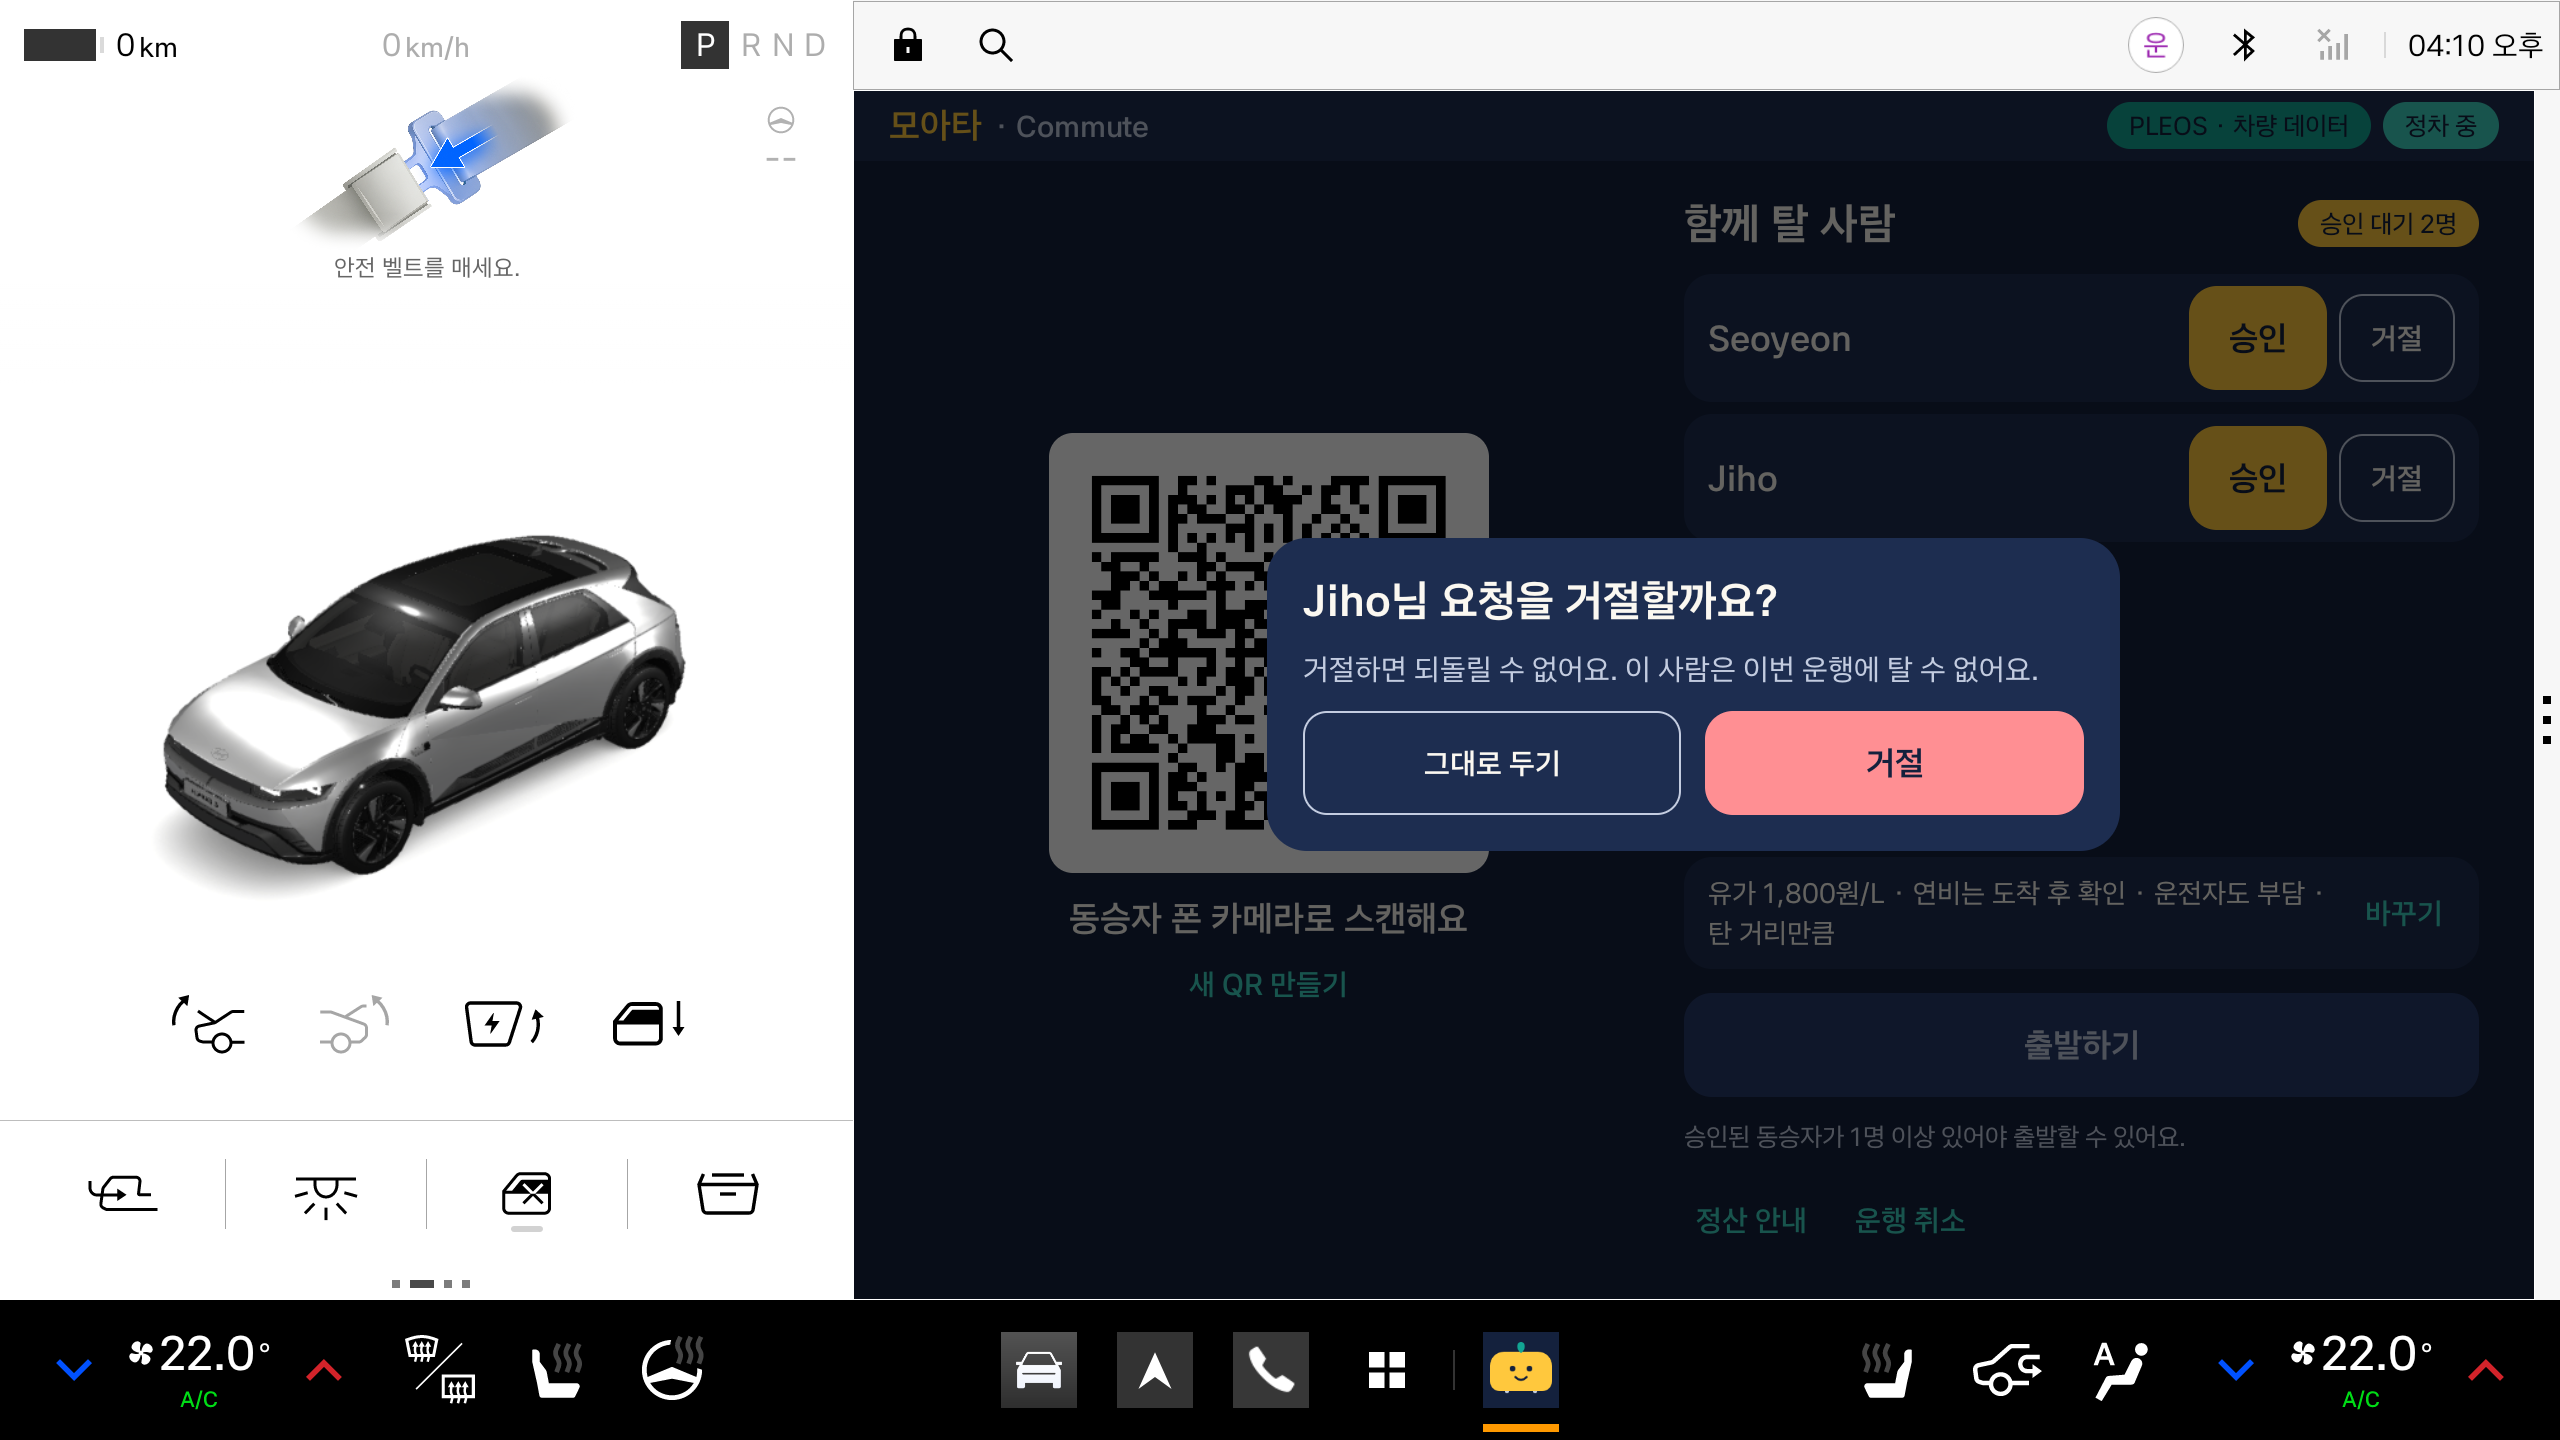 0 km
0 km/h
P R N D
운
04:10 오후
안전 벨트를 매세요.
모아타 · Commute
PLEOS · 차량 데이터
정차 중
함께 탈 사람
승인 대기 2명
Seoyeon
승인
거절
Jiho
승인
거절
Jiho님 요청을 거절할까요?
거절하면 되돌릴 수 없어요. 이 사람은 이번 운행에 탈 수 없어요.
그대로 두기
거절
동승자 폰 카메라로 스캔해요
새 QR 만들기
유가 1,800원/L · 연비는 도착 후 확인 · 운전자도 부담 ·
탄 거리만큼
바꾸기
출발하기
승인된 동승자가 1명 이상 있어야 출발할 수 있어요.
정산 안내
운행 취소
22.0°
A/C
A
22.0°
A/C